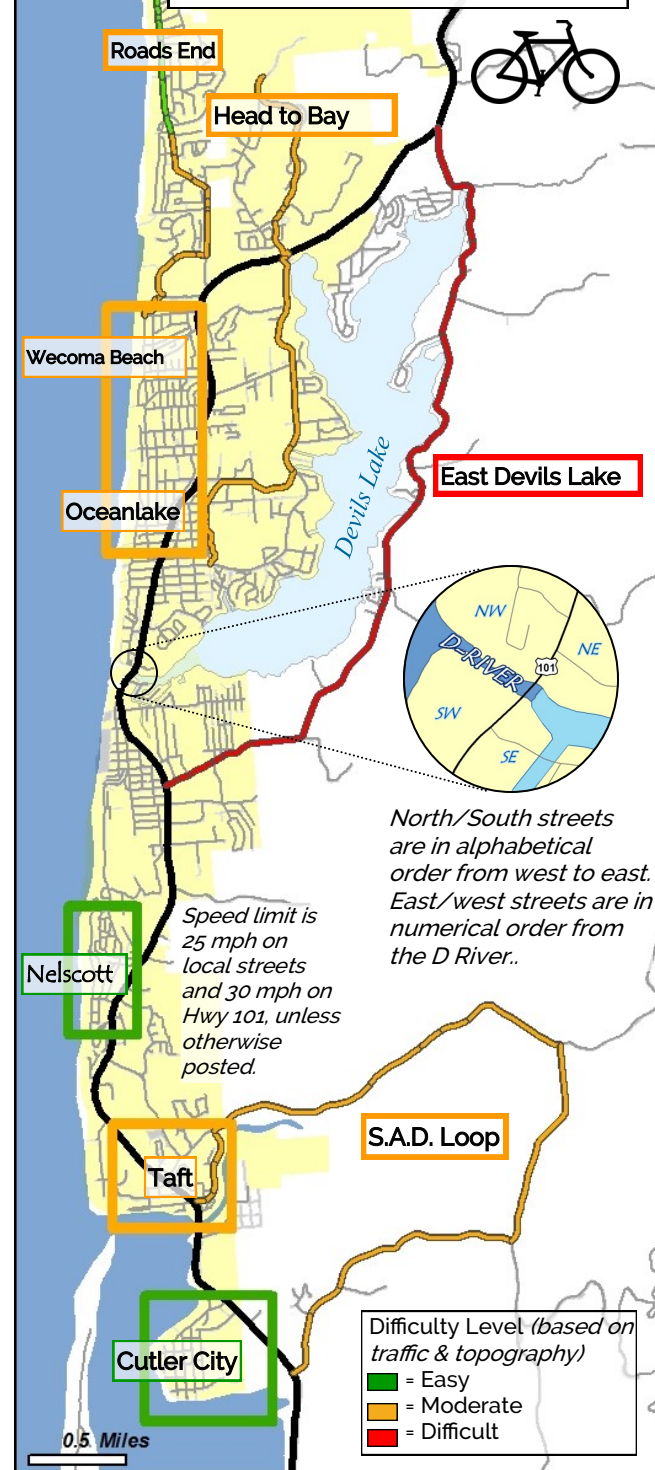 Roads End
Head to Bay
Wecoma Beach
Oceanlake
Devils Lake
East Devils Lake
NW
NE
D-RIVER
101
SW
SE
North/South streets
are in alphabetical
order from west to east.
East/west streets are in
numerical order from
the D River..
Speed limit is
25 mph on
local streets
and 30 mph on
Hwy 101, unless
otherwise
posted.
Nelscott
S.A.D. Loop
Taft
Cutler City
Difficulty Level (based on
traffic & topography)
= Easy
= Moderate
= Difficult
0.5 Miles